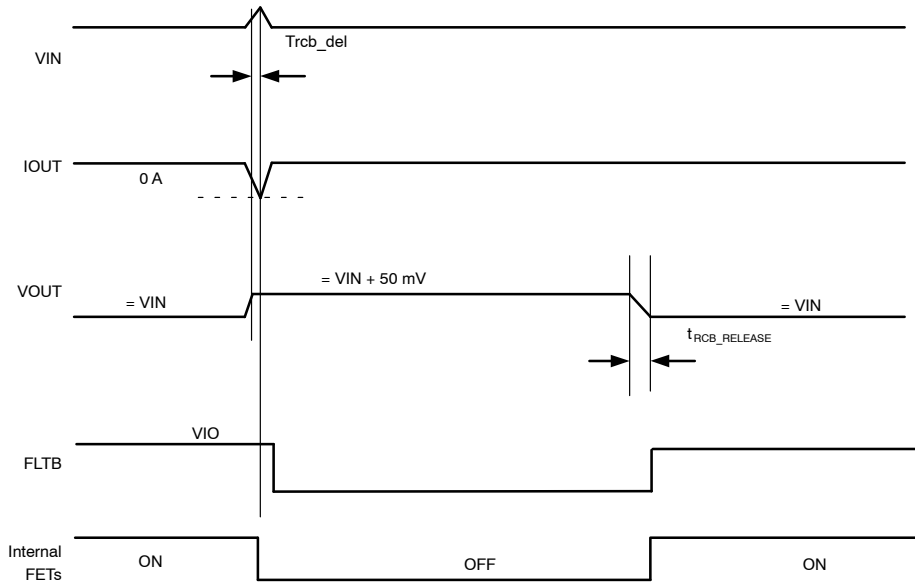 Trcb_del
VIN
IOUT
0 A
= VIN + 50 mV
VOUT
= VIN
= VIN
tRCB_RELEASE
VIO
FLTB
Internal
FETs
ON
OFF
ON